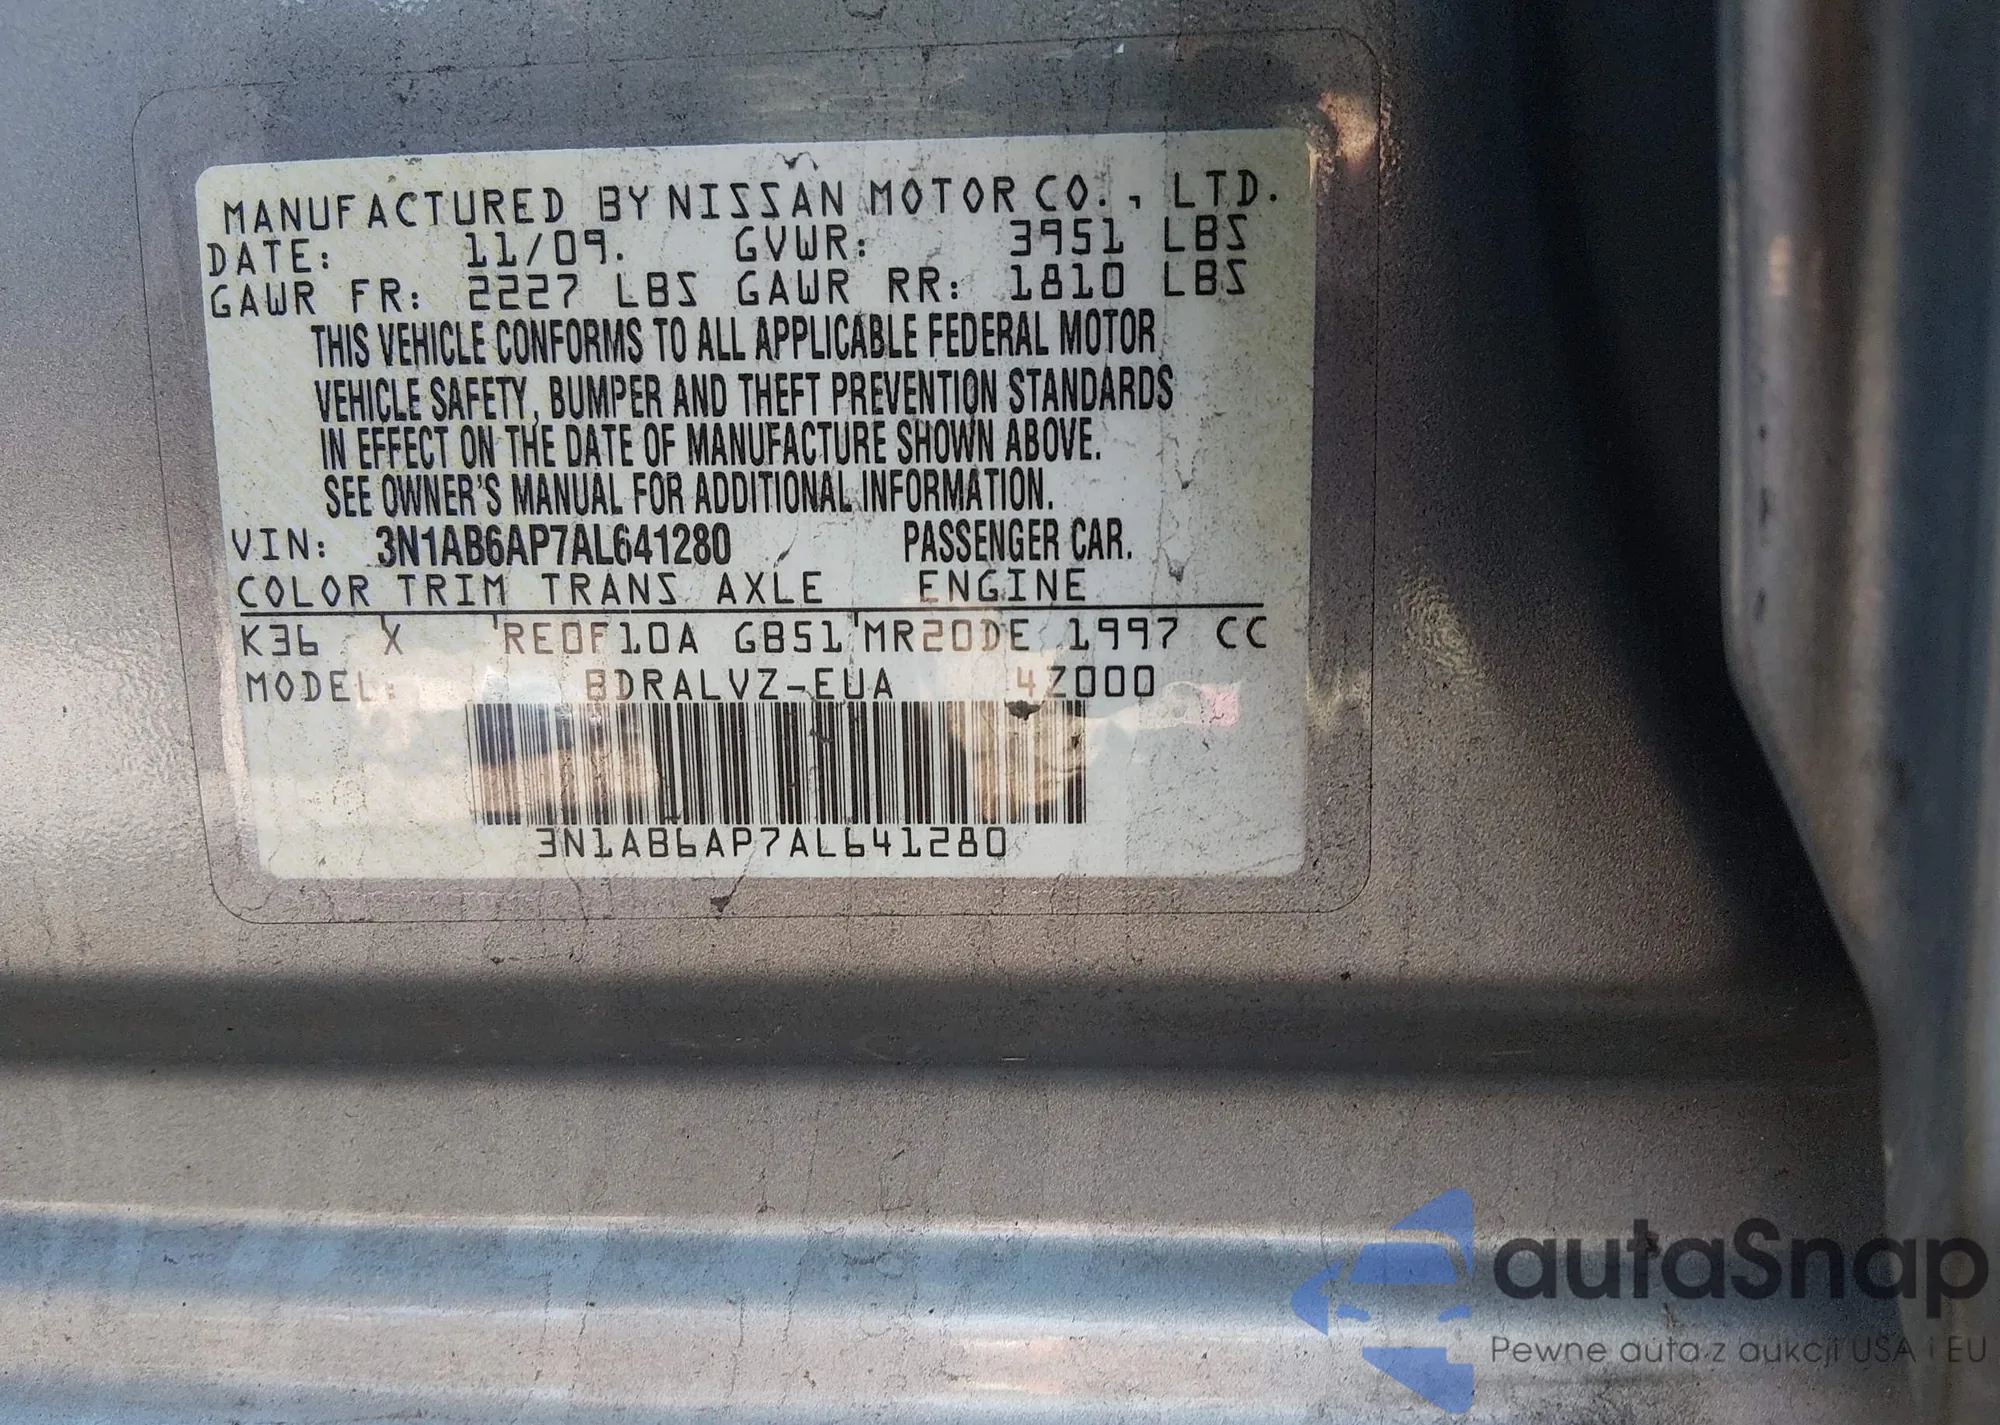 MANUFACTURED BY NISSAN MOTOR CO., LTD.
DATE: 11/09. GVWR: 3951 LBS
GAWR FR: 2227 LBS GAWR RR: 1810 LBS
THIS VEHICLE CONFORMS TO ALL APPLICABLE FEDERAL MOTOR
VEHICLE SAFETY, BUMPER AND THEFT PREVENTION STANDARDS
IN EFFECT ON THE DATE OF MANUFACTURE SHOWN ABOVE.
SEE OWNER'S MANUAL FOR ADDITIONAL INFORMATION.
VIN: 3N1AB6AP7AL641280 PASSENGER CAR.
COLOR TRIM TRANS AXLE ENGINE
K36 X RE0F10A GB51 MR20DE 1997 CC
MODEL: BDRALVZ-EUA 4Z000
3N1AB6AP7AL641280
autaSnap
Pewne auta z aukcji USA i EU